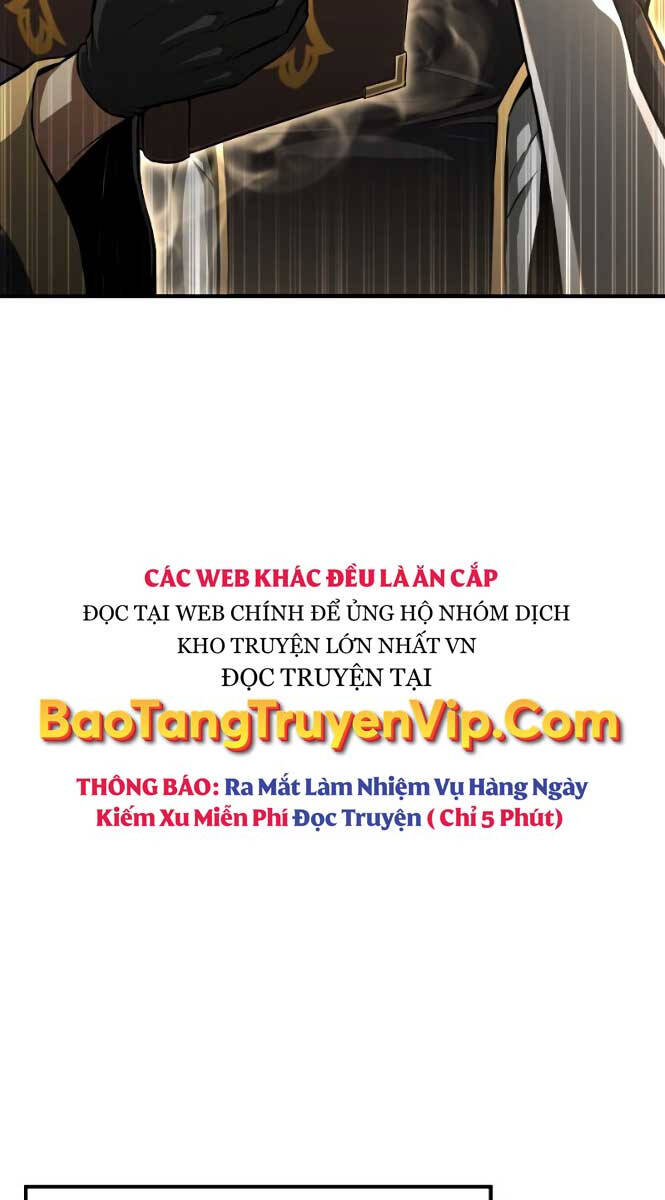 CÁC WEB KHÁC ĐỀU LÀ ĂN CẮP
ĐỌC TẠI WEB CHÍNH ĐỂ ỦNG HỘ NHÓM DỊCH
KHO TRUYỆN LỚN NHẤT VN
ĐỌC TRUYỆN TẠI
BaoTangTruyenVip.Com
THÔNG BÁO: Ra Mắt Làm Nhiệm Vụ Hàng Ngày
Kiếm Xu Miễn Phí Đọc Truyện ( Chỉ 5 Phút)